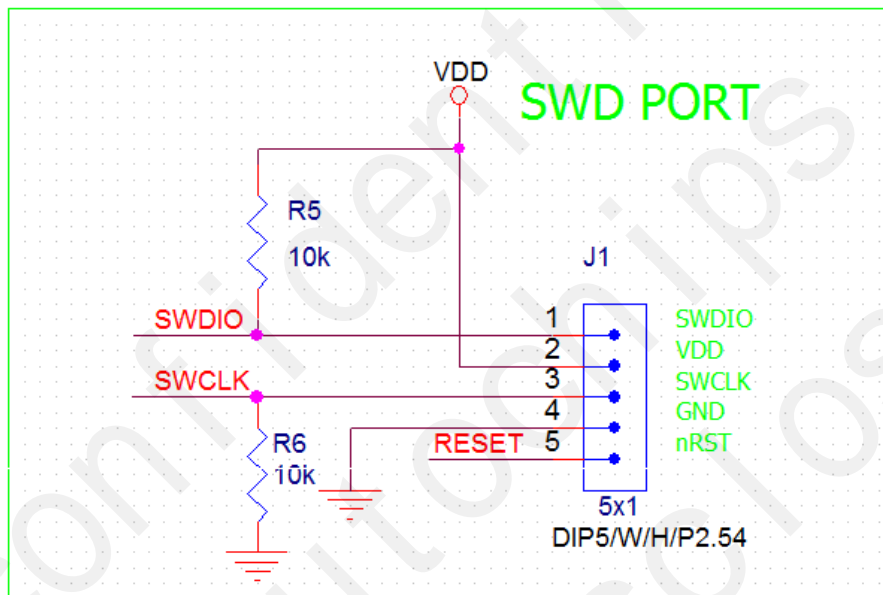 VDD
SWD PORT
R5
10k
J1
SWDIO
1
SWDIO
2
VDD
SWCLK
3
SWCLK
4
GND
R6
10k
RESET
5
nRST
5x1
DIP5/W/H/P2.54